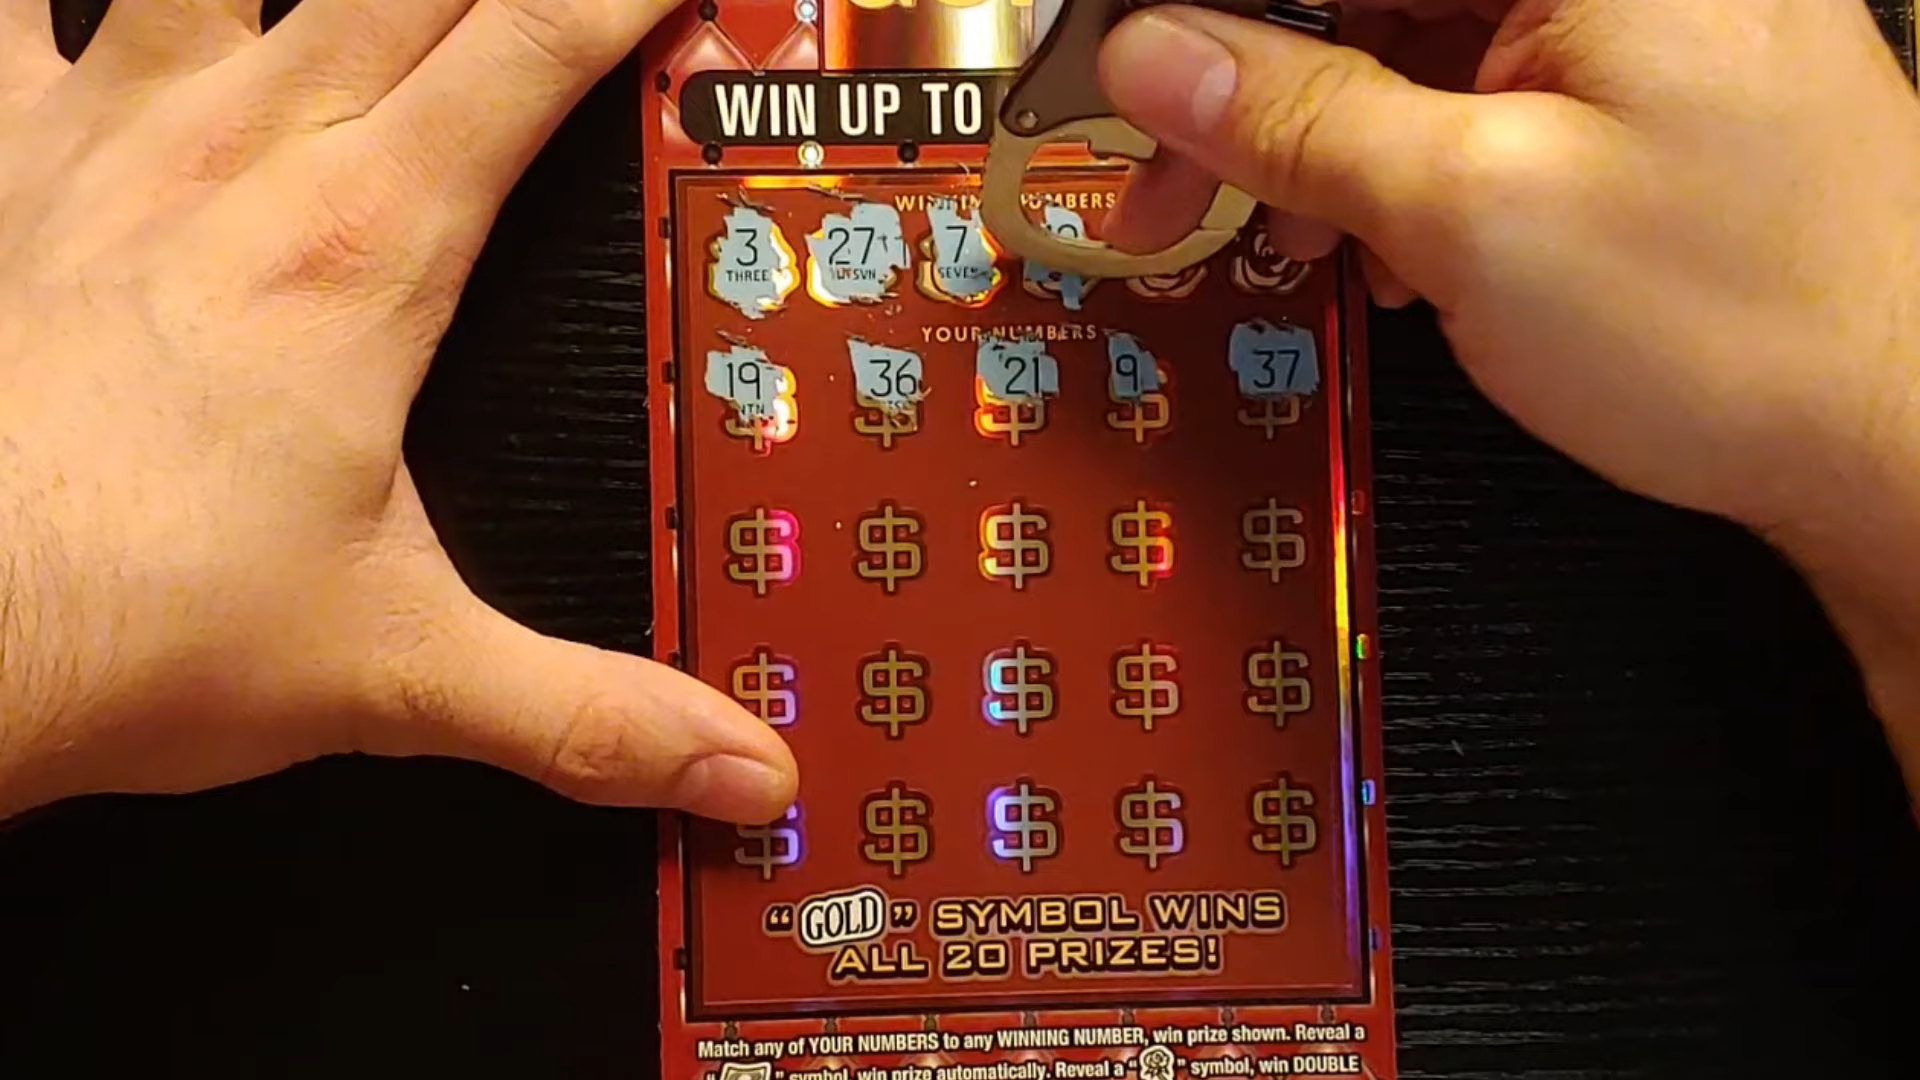 WIN UP TO
WINNING NUMBERS
3 27 7
THREE SEVEN
YOUR NUMBERS
19 36 21 9 37
NTN
"GOLD" SYMBOL WINS
ALL 20 PRIZES!
Match any of YOUR NUMBERS to any WINNING NUMBER, win prize shown. Reveal a
" " symbol, win prize automatically. Reveal a " " symbol, win DOUBLE